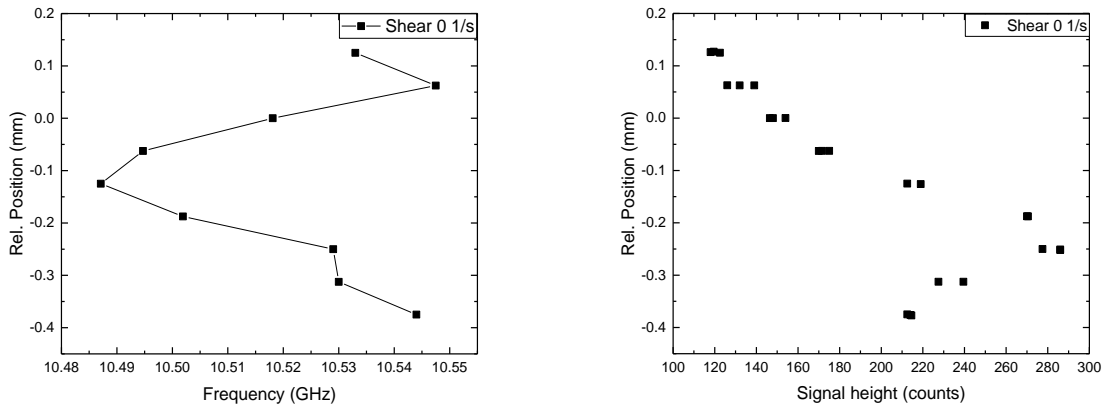 0.2
0.1
0.0
-0.1
-0.2
-0.3
-0.4
Rel. Position (mm)
10.48 10.49 10.50 10.51 10.52 10.53 10.54 10.55
Frequency (GHz)
Shear 0 1/s
0.2
0.1
0.0
-0.1
-0.2
-0.3
-0.4
Rel. Position (mm)
100 120 140 160 180 200 220 240 260 280 300
Signal height (counts)
Shear 0 1/s